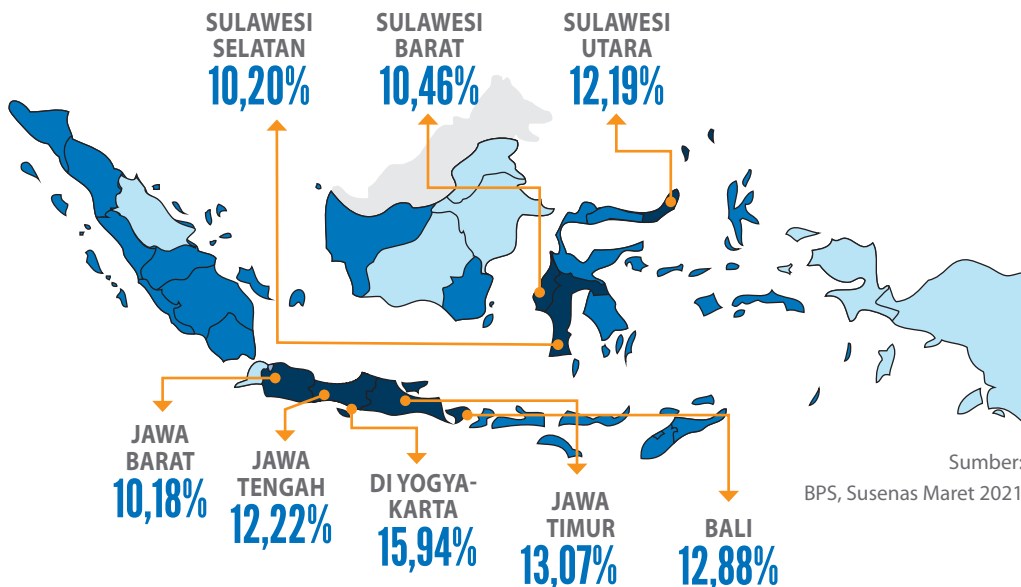 SULAWESI
SELATAN
10,20%
SULAWESI
BARAT
10,46%
SULAWESI
UTARA
12,19%
JAWA
BARAT
10,18%
JAWA
TENGAH
12,22%
DI YOGYA-
KARTA
15,94%
JAWA
TIMUR
13,07%
BALI
12,88%
Sumber:
BPS, Susenas Maret 2021